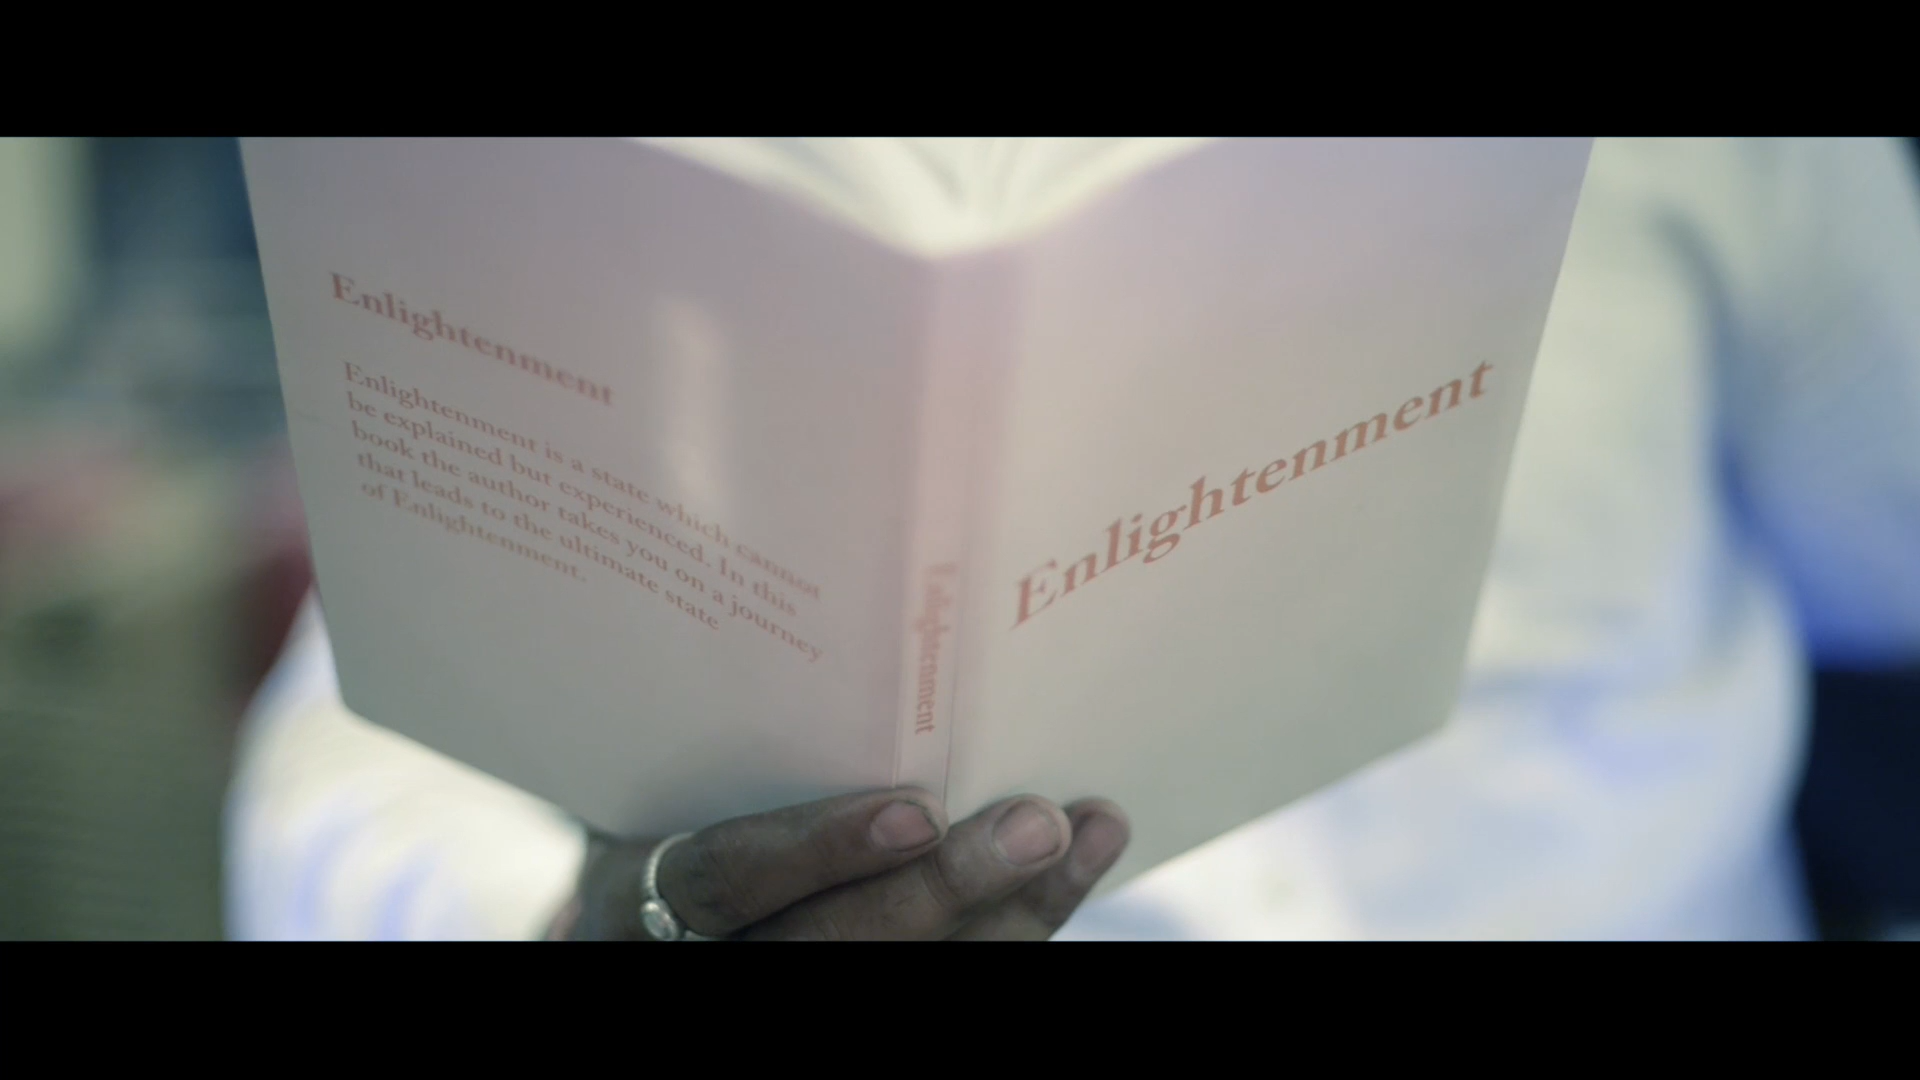 Enlightenment
Enlightenment is a state which cannot
be explained but experienced. In this
book the author takes you on a journey
that leads to the ultimate state
of Enlightenment.
Enlightenment
Enlightenment